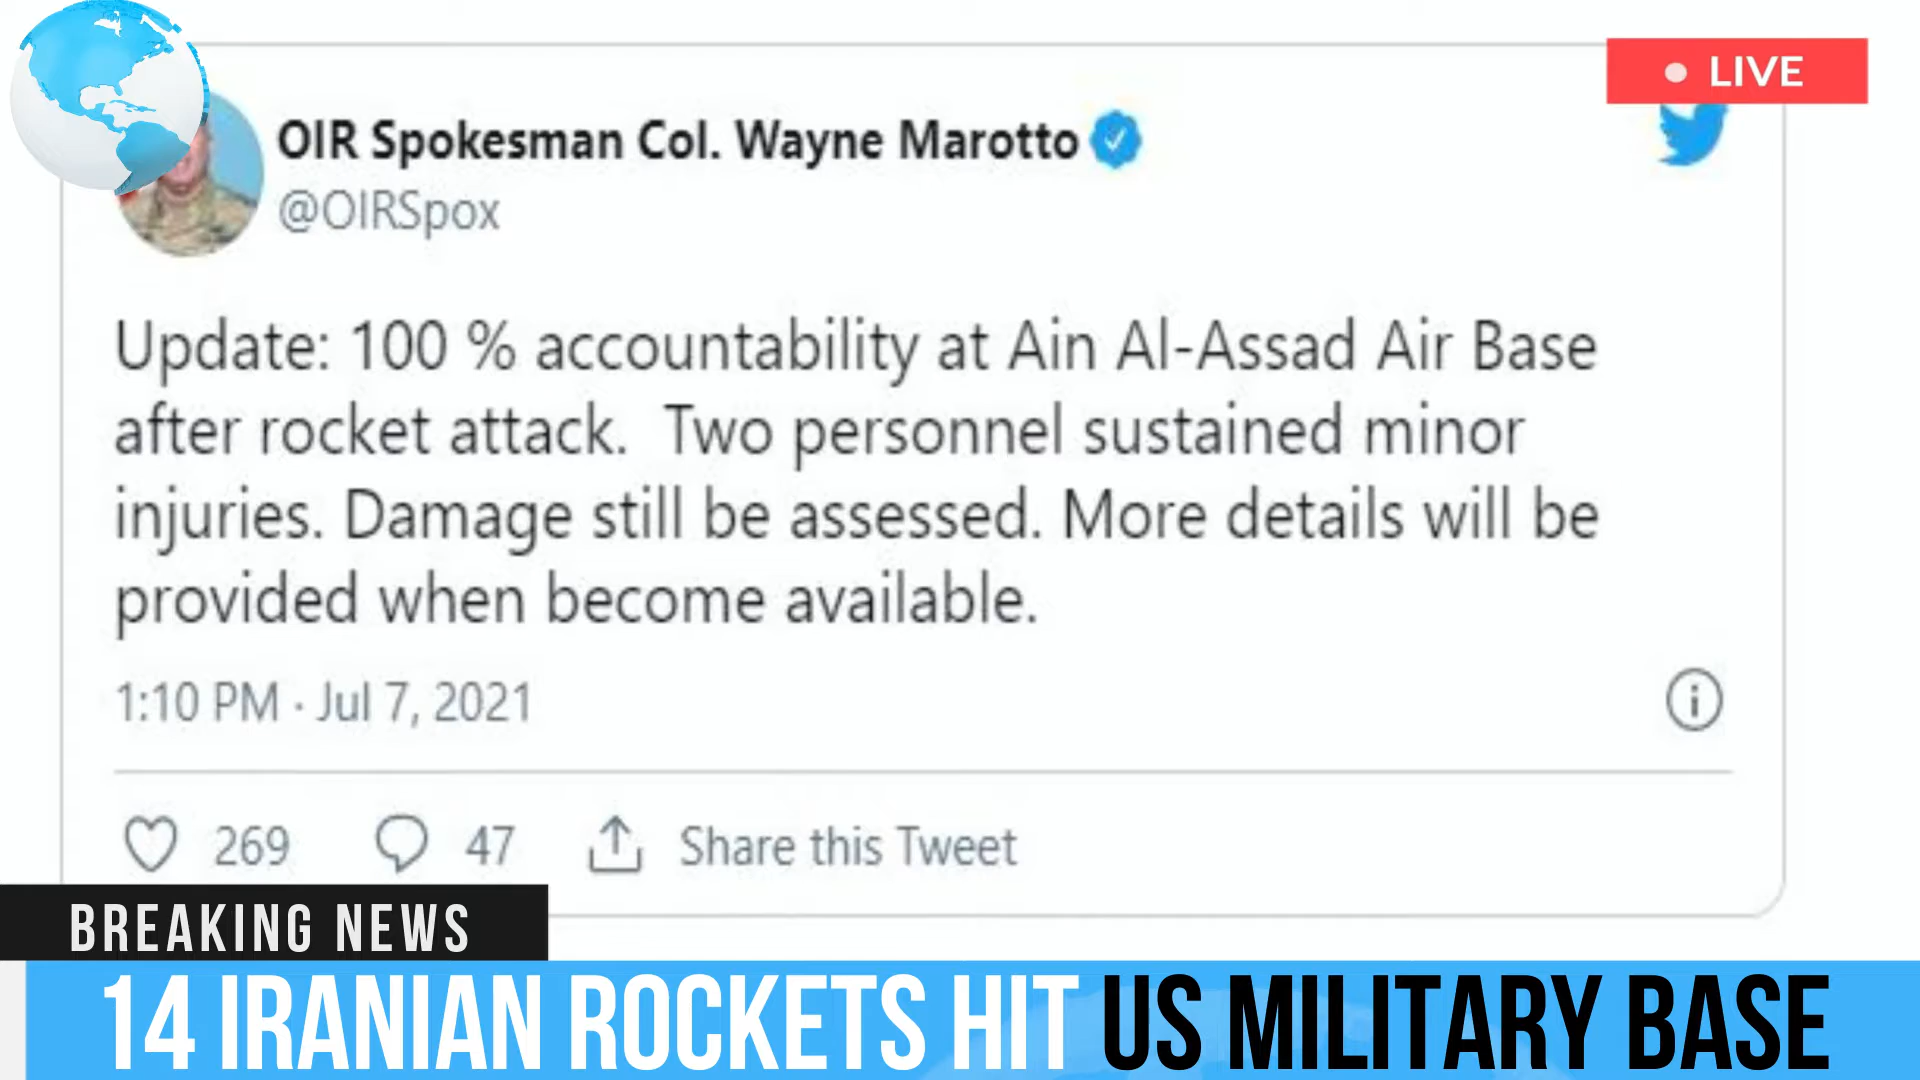 LIVE
OIR Spokesman Col. Wayne Marotto
@OIRSpox
Update: 100 % accountability at Ain Al-Assad Air Base
after rocket attack.  Two personnel sustained minor
injuries. Damage still be assessed. More details will be
provided when become available.
1:10 PM · Jul 7, 2021
269 47 Share this Tweet
BREAKING NEWS
14 IRANIAN ROCKETS HIT US MILITARY BASE